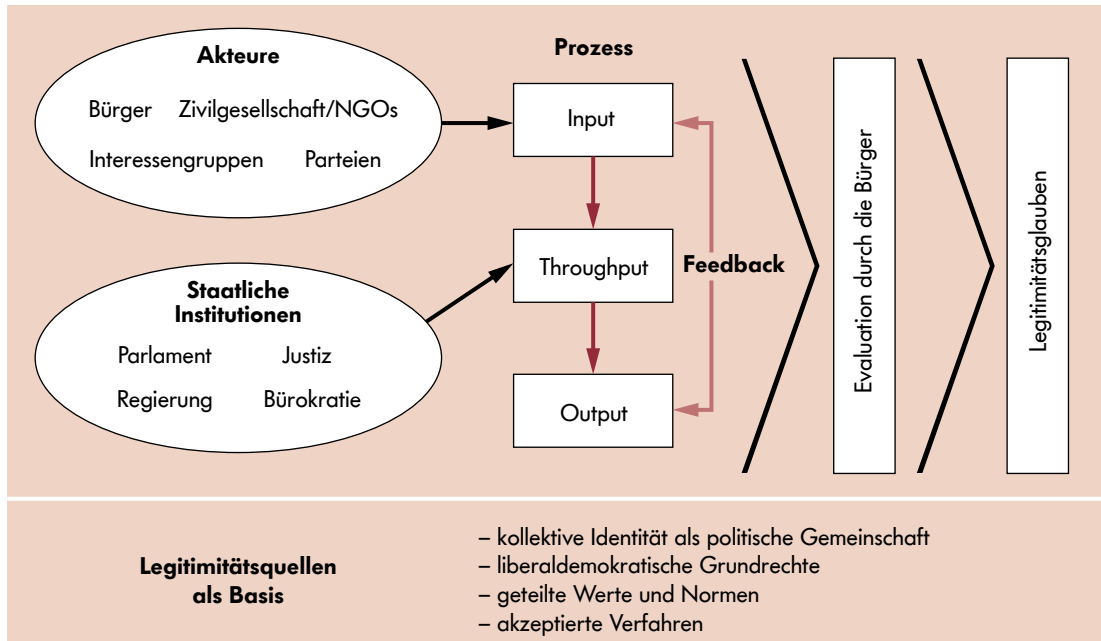 Akteure
Bürger Zivilgesellschaft/NGOs
Interessengruppen Parteien
Staatliche
Institutionen
Parlament Justiz
Regierung Bürokratie
Prozess
Input
Throughput
Feedback
Output
Evaluation durch die Bürger
Legitimitätsglauben
Legitimitätsquellen
als Basis
– kollektive Identität als politische Gemeinschaft
– liberaldemokratische Grundrechte
– geteilte Werte und Normen
– akzeptierte Verfahren